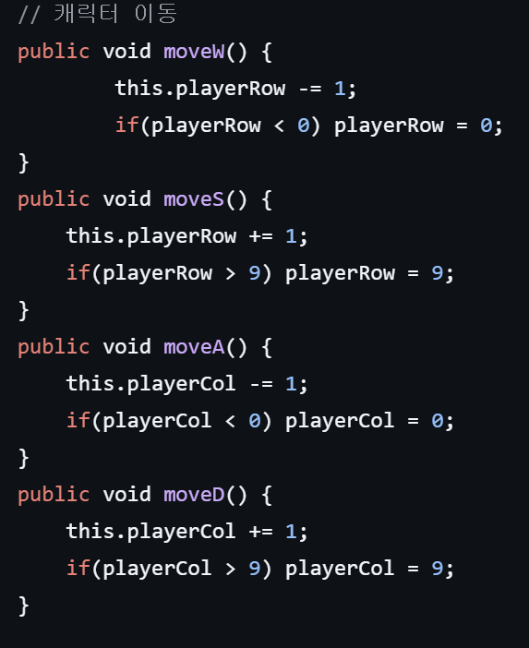 // 캐릭터 이동
public void moveW() {
        this.playerRow -= 1;
        if(playerRow < 0) playerRow = 0;
}
public void moveS() {
    this.playerRow += 1;
    if(playerRow > 9) playerRow = 9;
}
public void moveA() {
    this.playerCol -= 1;
    if(playerCol < 0) playerCol = 0;
}
public void moveD() {
    this.playerCol += 1;
    if(playerCol > 9) playerCol = 9;
}